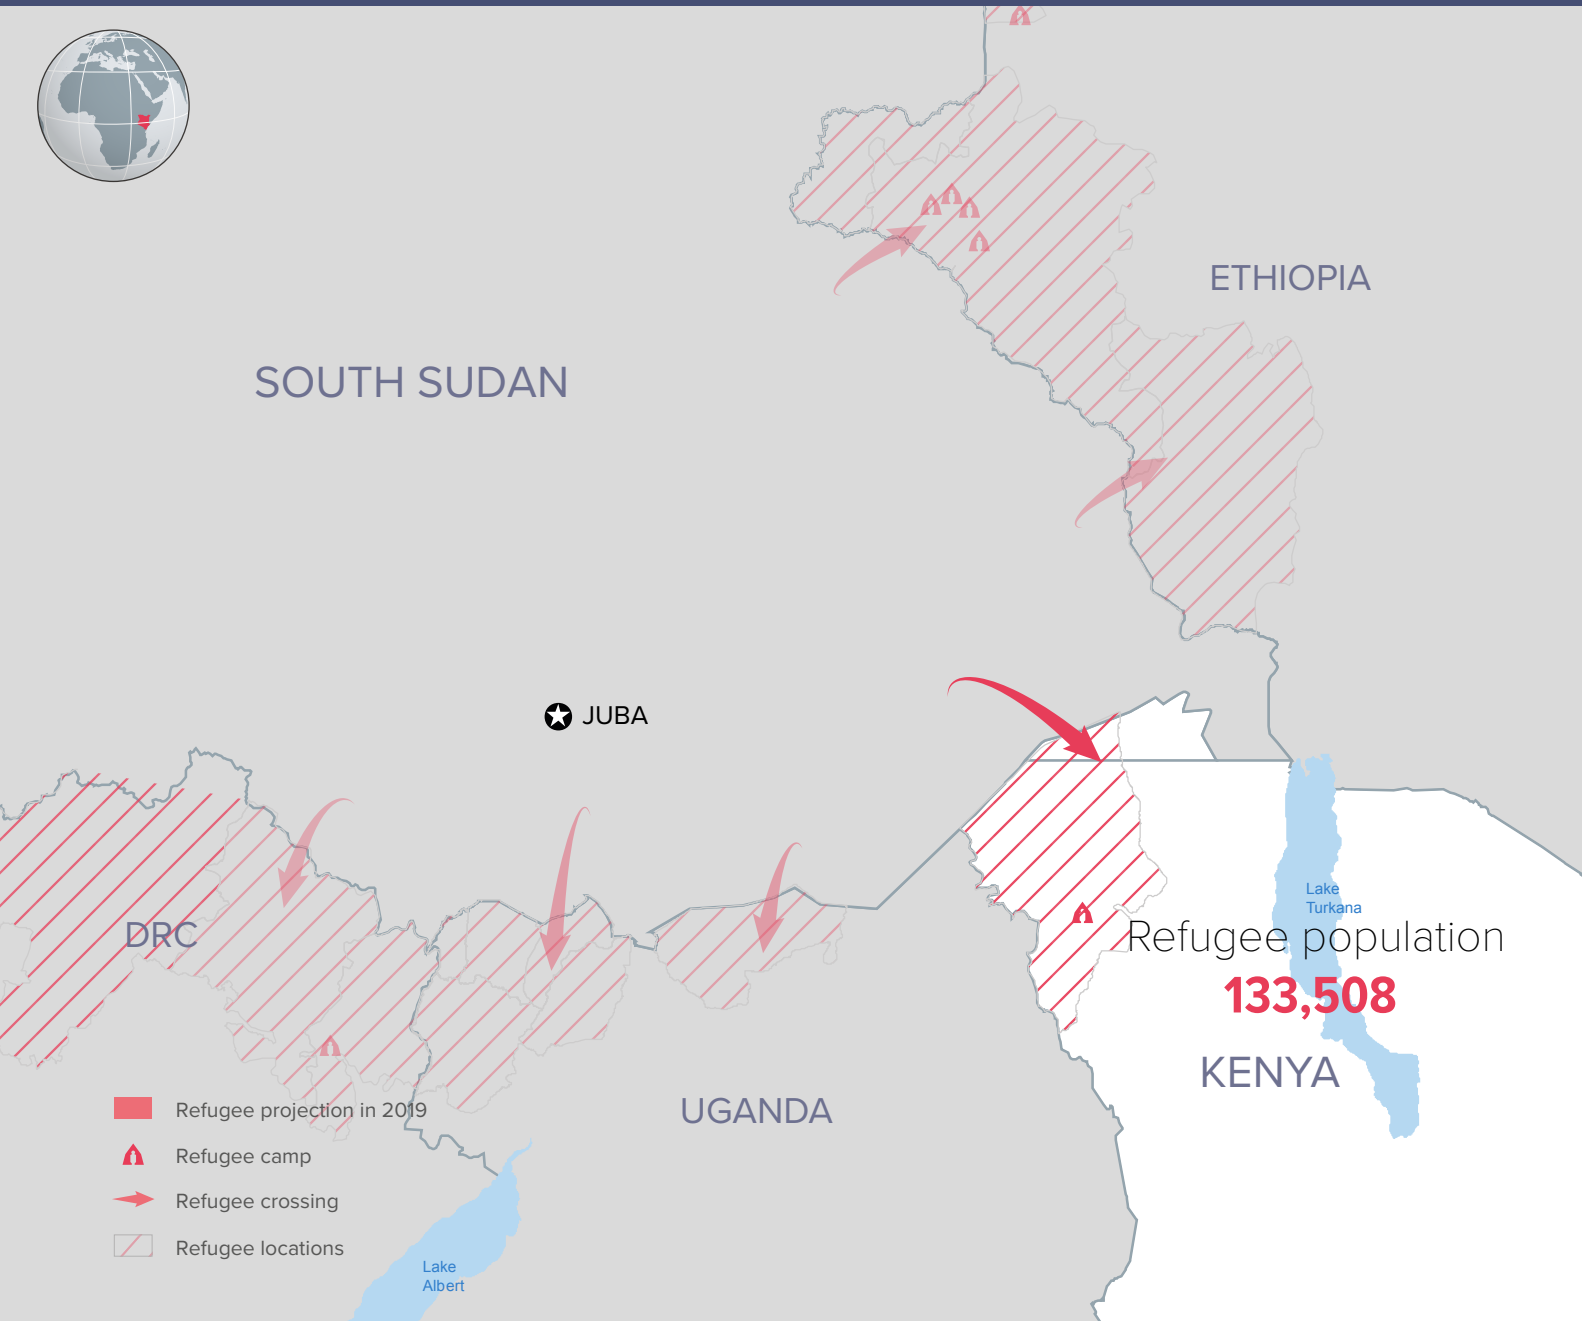 ETHIOPIA
SOUTH SUDAN
JUBA
Lake
Turkana
DRC
Refugee population
133,508
KENYA
UGANDA
Refugee projection in 2019
Refugee camp
Refugee crossing
Refugee locations
Lake
Albert